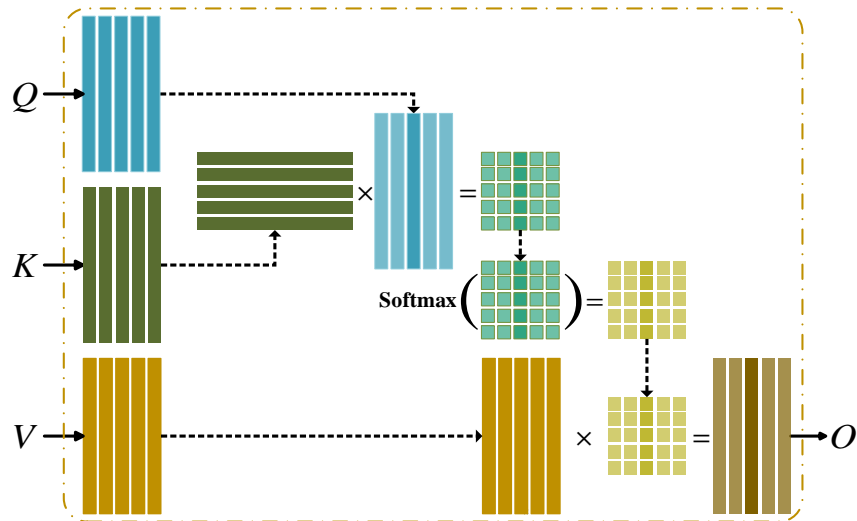 Q
×
=
K
Softmax ( ) =
V
×
=
O